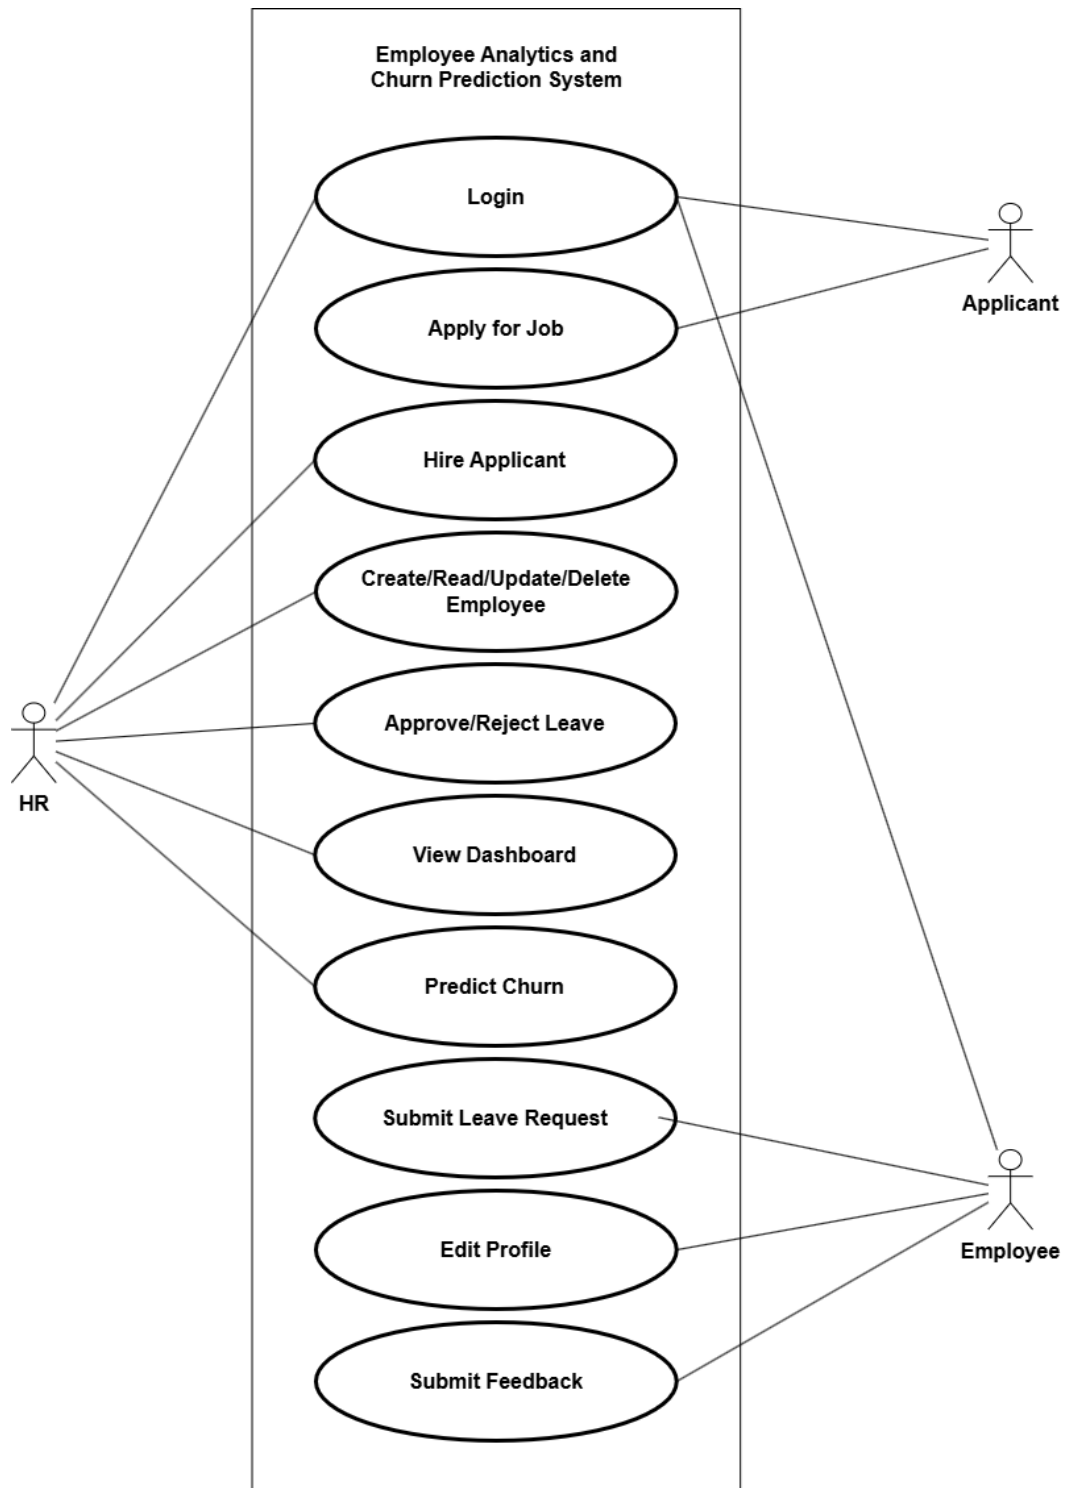 Employee Analytics and
Churn Prediction System
Login
Applicant
Apply for Job
Hire Applicant
Create/Read/Update/Delete
Employee
Approve/Reject Leave
HR
View Dashboard
Predict Churn
Submit Leave Request
Edit Profile
Employee
Submit Feedback